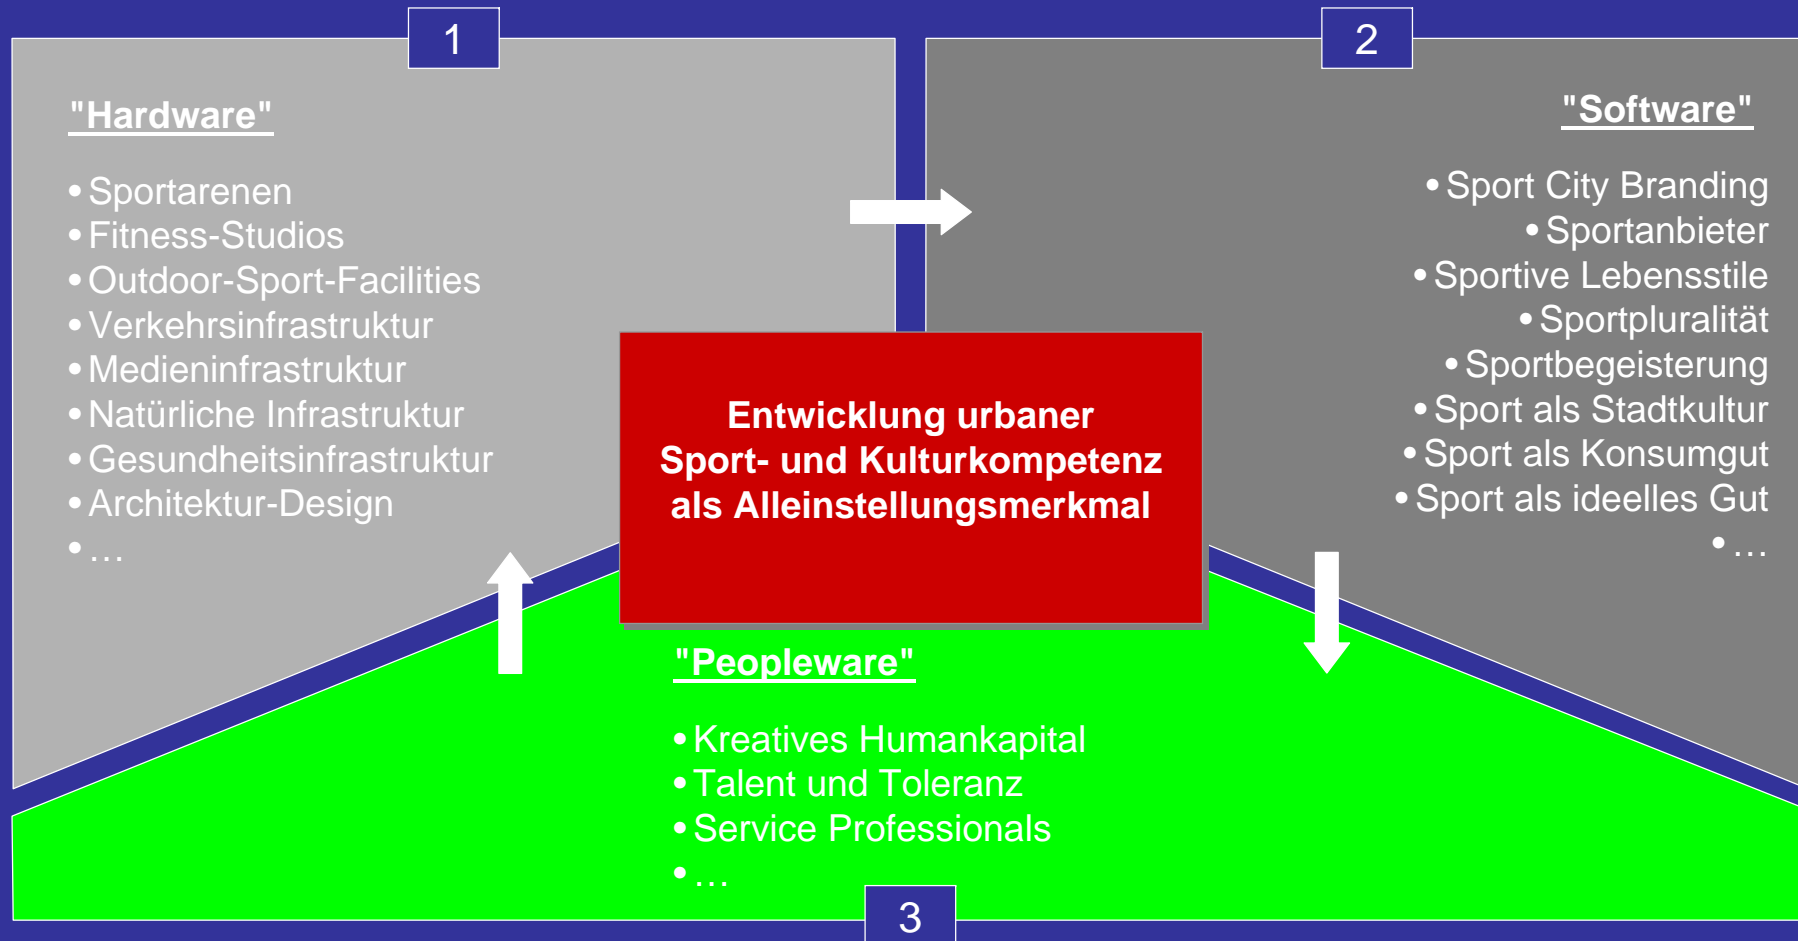 1
"Hardware"
•Sportarenen
•Fitness-Studios
•Outdoor-Sport-Facilities
•Verkehrsinfrastruktur
•Medieninfrastruktur
•Natürliche Infrastruktur
•Gesundheitsinfrastruktur
•Architektur-Design
•…
2
"Software"
•Sport City Branding
•Sportanbieter
•Sportive Lebensstile
•Sportpluralität
•Sportbegeisterung
•Sport als Stadtkultur
•Sport als Konsumgut
•Sport als ideelles Gut
•…
Entwicklung urbaner
Sport- und Kulturkompetenz
als Alleinstellungsmerkmal
"Peopleware"
•Kreatives Humankapital
•Talent und Toleranz
•Service Professionals
•…
3